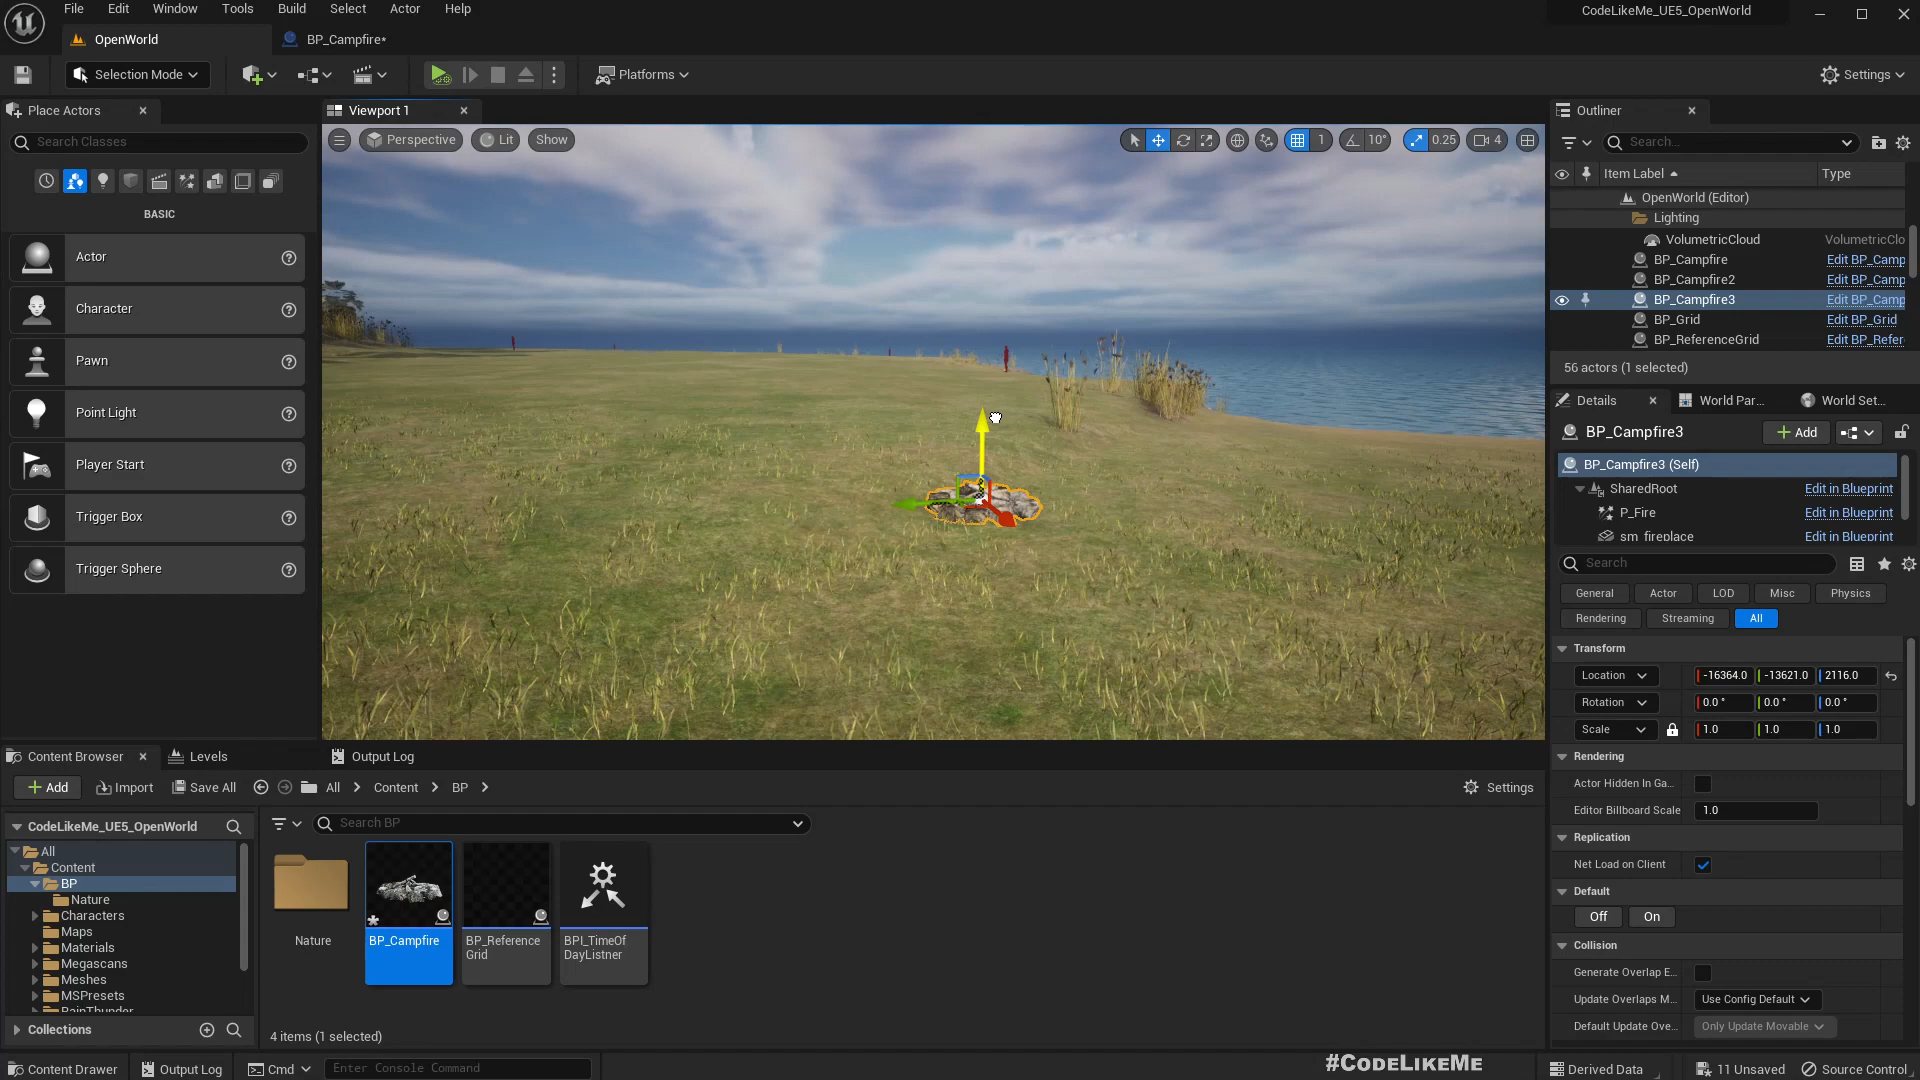 File Edit Window Tools Build Select Actor Help
CodeLikeMe_UE5_OpenWorld
OpenWorld
BP_Campfire*
Selection Mode
Platforms
Settings
Place Actors
Search Classes
BASIC
Actor
Character
Pawn
Point Light
Player Start
Trigger Box
Trigger Sphere
Viewport 1
Perspective Lit Show
1 10° 0.25 4
Outliner
Search...
Item Label Type
OpenWorld (Editor)
Lighting
VolumetricCloud VolumetricClo
BP_Campfire Edit BP_Camp
BP_Campfire2 Edit BP_Camp
BP_Campfire3 Edit BP_Camp
BP_Grid Edit BP_Grid
BP_ReferenceGrid Edit BP_Refer
56 actors (1 selected)
Details World Par... World Set...
BP_Campfire3 Add
BP_Campfire3 (Self)
SharedRoot Edit in Blueprint
P_Fire Edit in Blueprint
sm_fireplace Edit in Blueprint
Search
General Actor LOD Misc Physics
Rendering Streaming All
Transform
Location -16364.0 -13621.0 2116.0
Rotation 0.0 ° 0.0 ° 0.0 °
Scale 1.0 1.0 1.0
Rendering
Actor Hidden In Ga...
Editor Billboard Scale 1.0
Replication
Net Load on Client
Default
Off On
Collision
Generate Overlap E...
Update Overlaps M... Use Config Default
Default Update Ove... Only Update Movable
Content Browser Levels Output Log
Add Import Save All All Content BP Settings
CodeLikeMe_UE5_OpenWorld
All
Content
BP
Nature
Characters
Maps
Materials
Megascans
Meshes
MSPresets
RainThunder
Collections
Search BP
Nature
BP_Campfire
BP_Reference
Grid
BPI_TimeOf
DayListner
4 items (1 selected)
#CodeLikeMe
Content Drawer Output Log Cmd Enter Console Command Derived Data 11 Unsaved Source Control